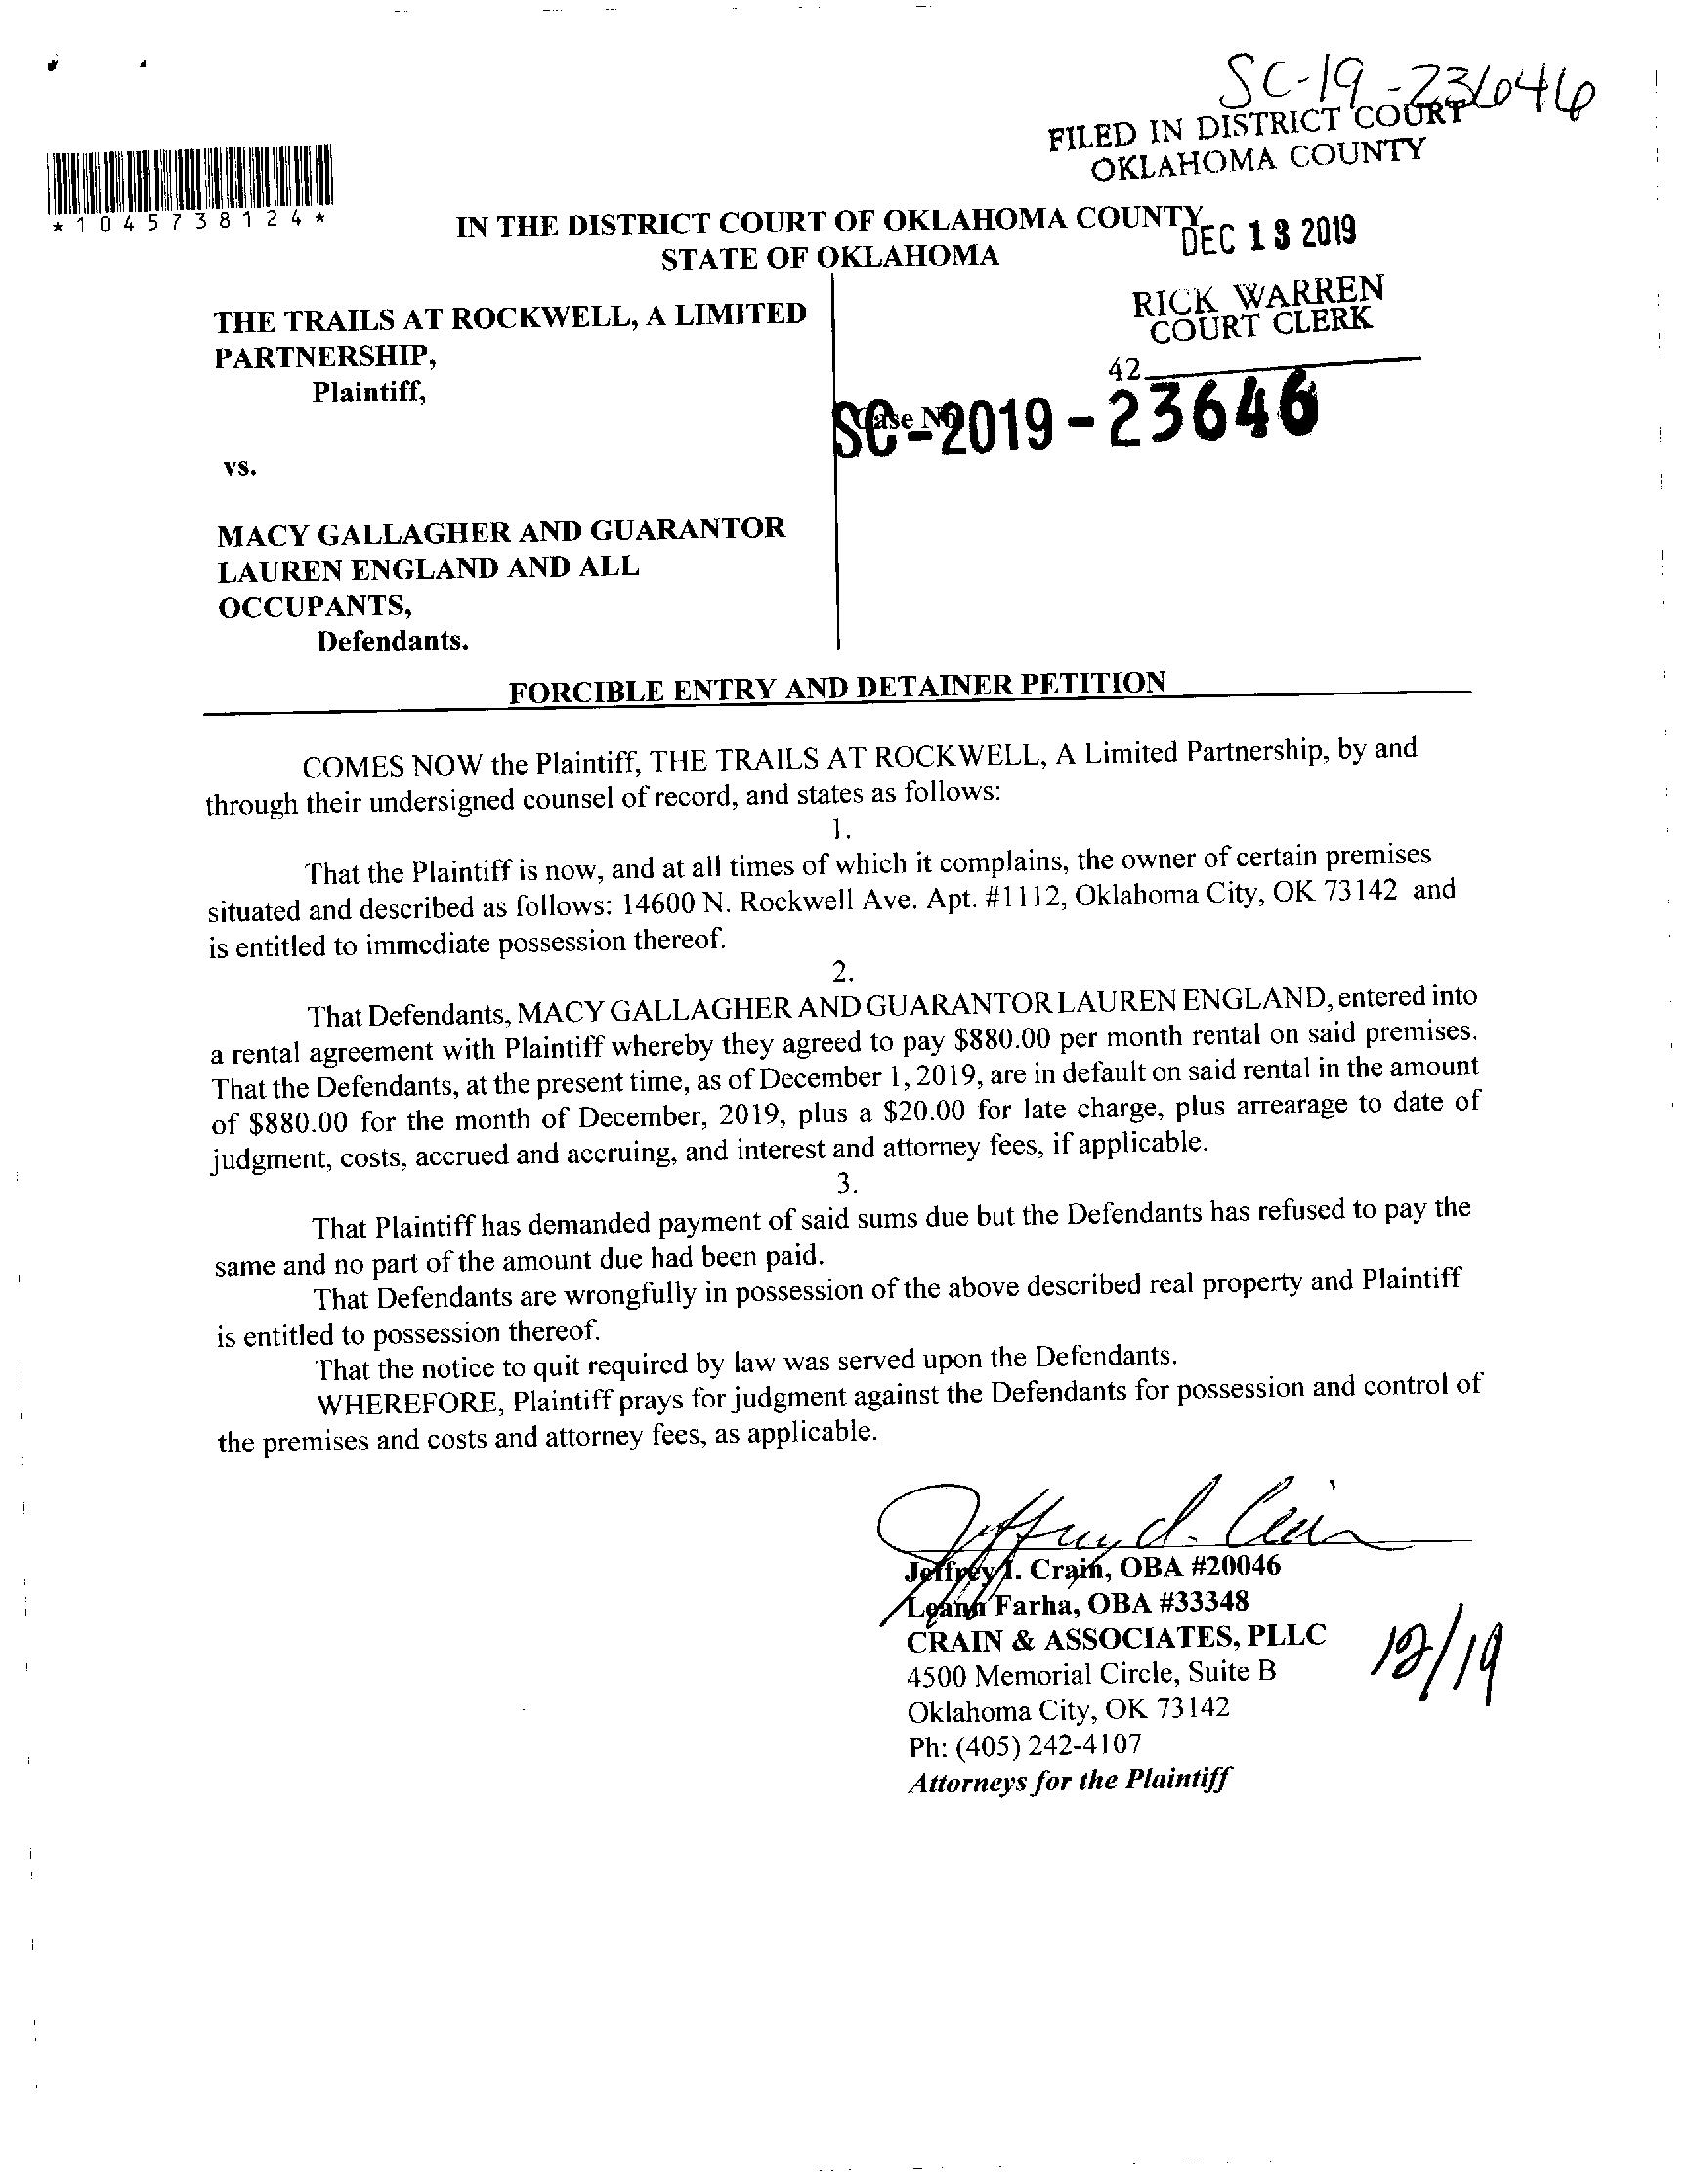 SC-19-23646
FILED IN DISTRICT COURT
OKLAHOMA COUNTY
*1045738124*
IN THE DISTRICT COURT OF OKLAHOMA COUNTY
STATE OF OKLAHOMA
DEC 13 2019
RICK WARREN
COURT CLERK
42
THE TRAILS AT ROCKWELL, A LIMITED
PARTNERSHIP,
Plaintiff,
Case No.
SC-2019-23646
vs.
MACY GALLAGHER AND GUARANTOR
LAUREN ENGLAND AND ALL
OCCUPANTS,
Defendants.
FORCIBLE ENTRY AND DETAINER PETITION
COMES NOW the Plaintiff, THE TRAILS AT ROCKWELL, A Limited Partnership, by and
through their undersigned counsel of record, and states as follows:
1.
That the Plaintiff is now, and at all times of which it complains, the owner of certain premises
situated and described as follows: 14600 N. Rockwell Ave. Apt. #1112, Oklahoma City, OK 73142 and
is entitled to immediate possession thereof.
2.
That Defendants, MACY GALLAGHER AND GUARANTOR LAUREN ENGLAND, entered into
a rental agreement with Plaintiff whereby they agreed to pay $880.00 per month rental on said premises.
That the Defendants, at the present time, as of December 1, 2019, are in default on said rental in the amount
of $880.00 for the month of December, 2019, plus a $20.00 for late charge, plus arrearage to date of
judgment, costs, accrued and accruing, and interest and attorney fees, if applicable.
3.
That Plaintiff has demanded payment of said sums due but the Defendants has refused to pay the
same and no part of the amount due had been paid.
That Defendants are wrongfully in possession of the above described real property and Plaintiff
is entitled to possession thereof.
That the notice to quit required by law was served upon the Defendants.
WHEREFORE, Plaintiff prays for judgment against the Defendants for possession and control of
the premises and costs and attorney fees, as applicable.
Jeffrey I. Crain, OBA #20046
Leann Farha, OBA #33348
CRAIN & ASSOCIATES, PLLC
4500 Memorial Circle, Suite B
Oklahoma City, OK 73142
Ph: (405) 242-4107
Attorneys for the Plaintiff
12/19